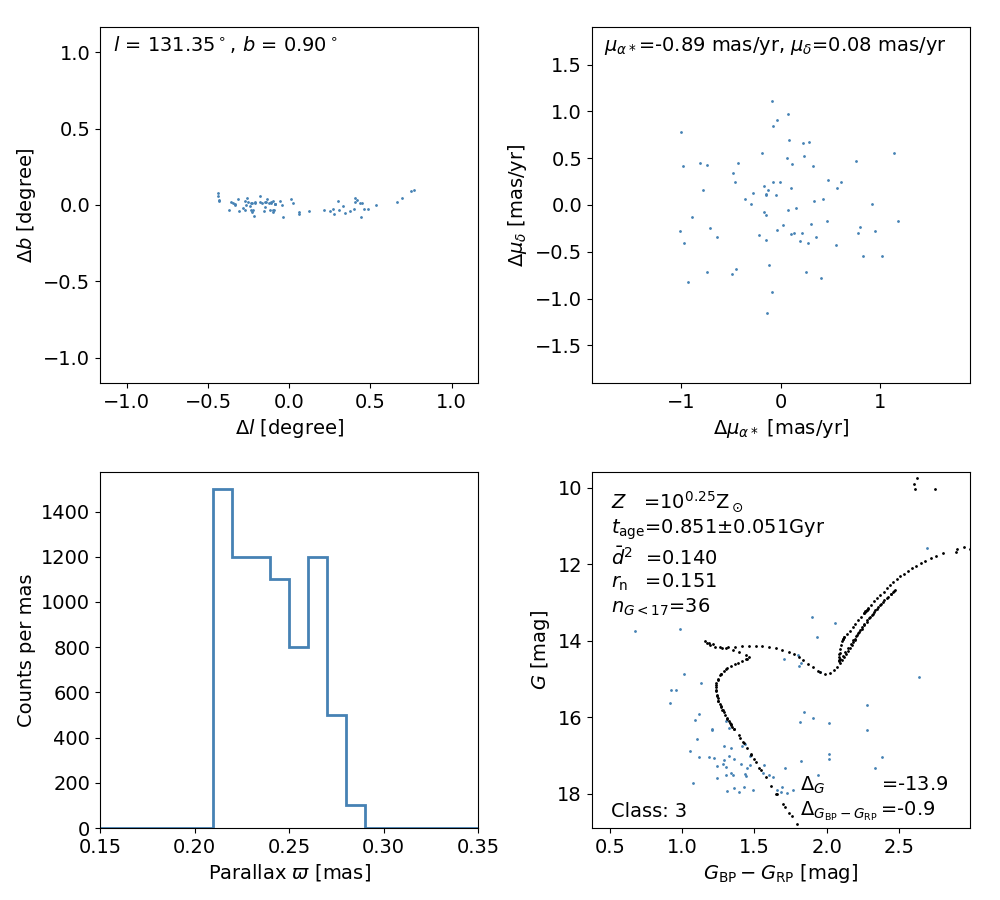 l = 131.35°, b = 0.90°
1.0
0.5
0.0
−0.5
−1.0
Δb [degree]
−1.0 −0.5 0.0 0.5 1.0
Δl [degree]
μα*=-0.89 mas/yr, μδ=0.08 mas/yr
1.5
1.0
0.5
0.0
−0.5
−1.0
−1.5
Δμδ [mas/yr]
−1 0 1
Δμα* [mas/yr]
1400
1200
1000
800
600
400
200
0
Counts per mas
0.15 0.20 0.25 0.30 0.35
Parallax ϖ [mas]
10
12
14
16
18
G [mag]
Z =10^0.25 Z⊙
t_age=0.851±0.051Gyr
d̄² =0.140
r_n =0.151
n_G<17=36
Δ_G =-13.9
Class: 3 Δ_GBP−GRP =-0.9
0.5 1.0 1.5 2.0 2.5
G_BP − G_RP [mag]